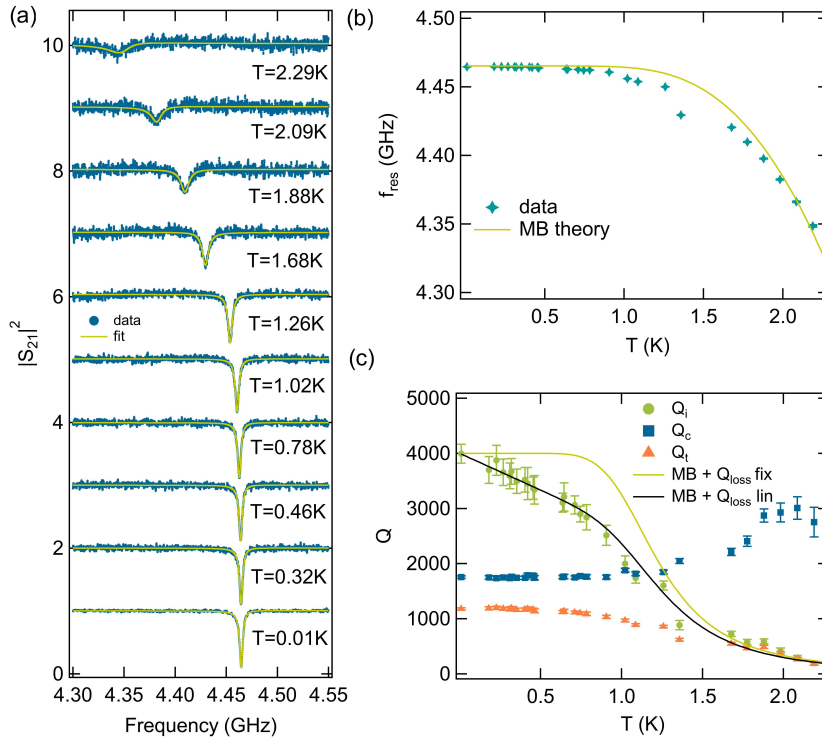 (a)
10
8
6
4
2
0
|S21|²
T=2.29K
T=2.09K
T=1.88K
T=1.68K
T=1.26K
data
fit
T=1.02K
T=0.78K
T=0.46K
T=0.32K
T=0.01K
4.30 4.35 4.40 4.45 4.50 4.55
Frequency (GHz)
(b)
4.50
4.45
4.40
4.35
4.30
fres (GHz)
data
MB theory
0.5 1.0 1.5 2.0
T (K)
(c)
5000
4000
3000
2000
1000
0
Q
Qi
Qc
Qt
MB + Qloss fix
MB + Qloss lin
0.5 1.0 1.5 2.0
T (K)